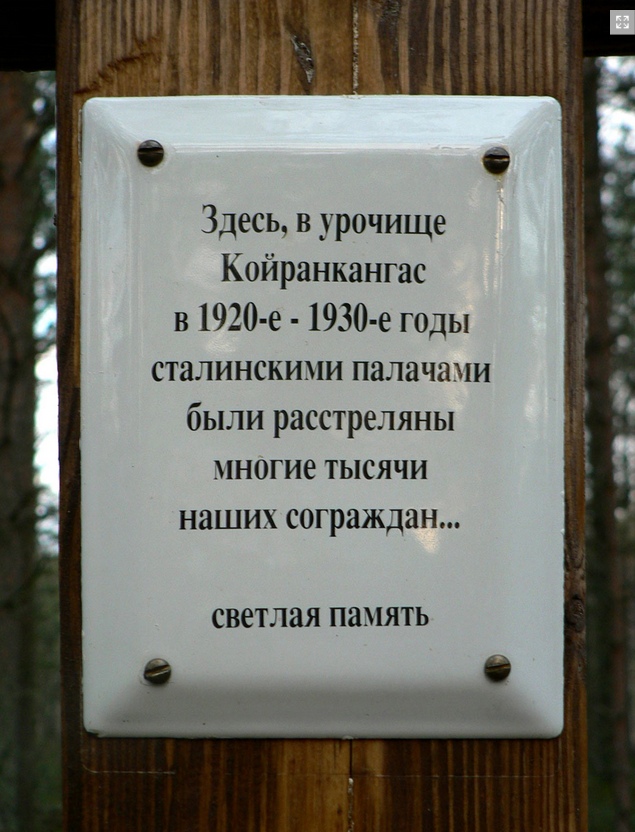 Здесь, в урочище
Койранкангас
в 1920-е - 1930-е годы
сталинскими палачами
были расстреляны
многие тысячи
наших сограждан...
светлая память